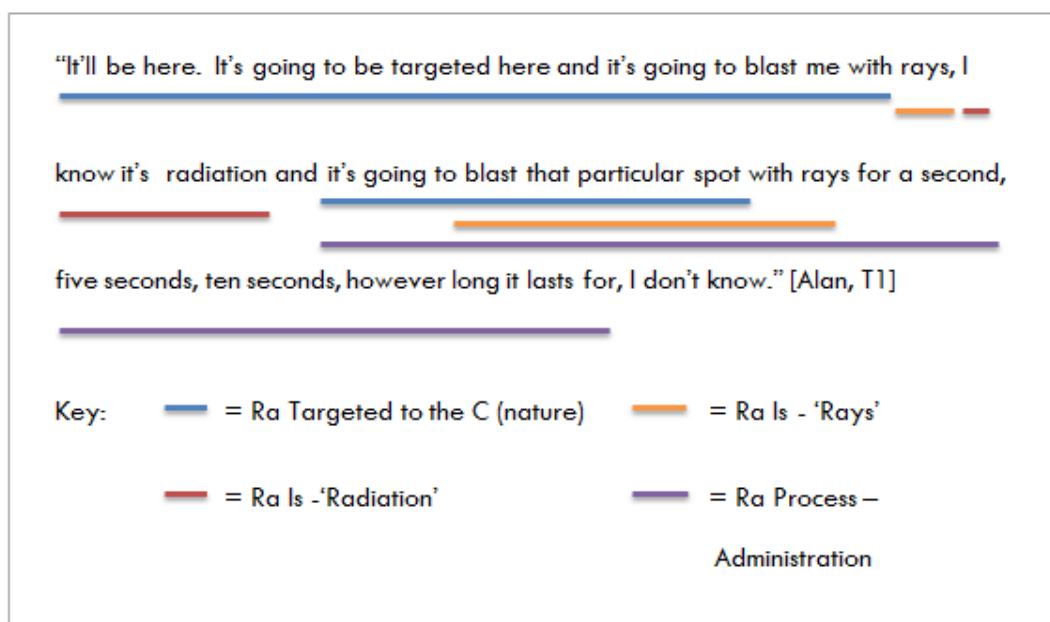 “It’ll be here. It’s going to be targeted here and it’s going to blast me with rays, I
know it’s radiation and it’s going to blast that particular spot with rays for a second,
five seconds, ten seconds, however long it lasts for, I don’t know.” [Alan, T1]
Key: = Ra Targeted to the C (nature) = Ra Is - ‘Rays’
= Ra Is -‘Radiation’ = Ra Process –
Administration